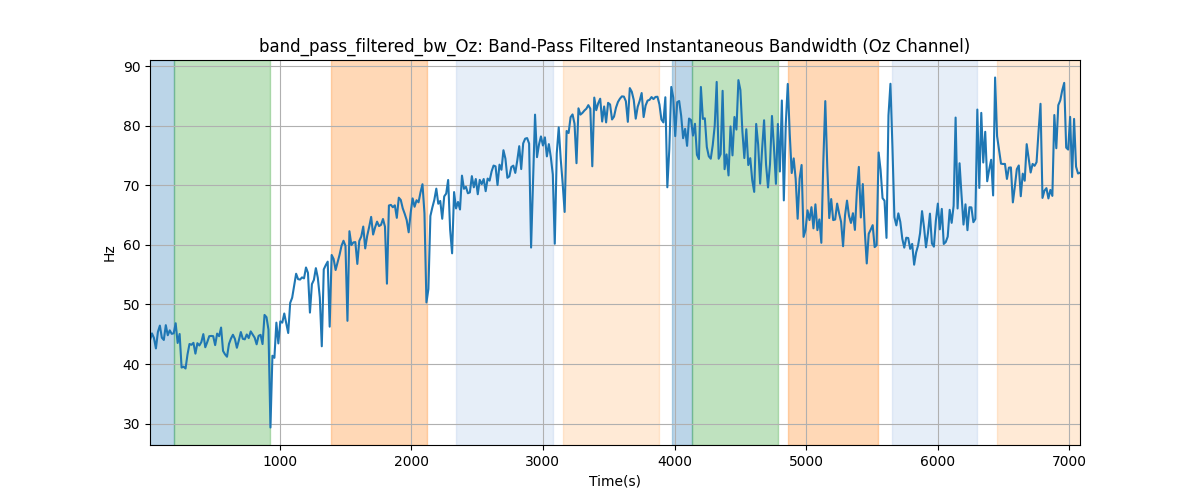 band_pass_filtered_bw_Oz: Band-Pass Filtered Instantaneous Bandwidth (Oz Channel)
90
80
70
60
50
40
30
Hz
1000 2000 3000 4000 5000 6000 7000
Time(s)